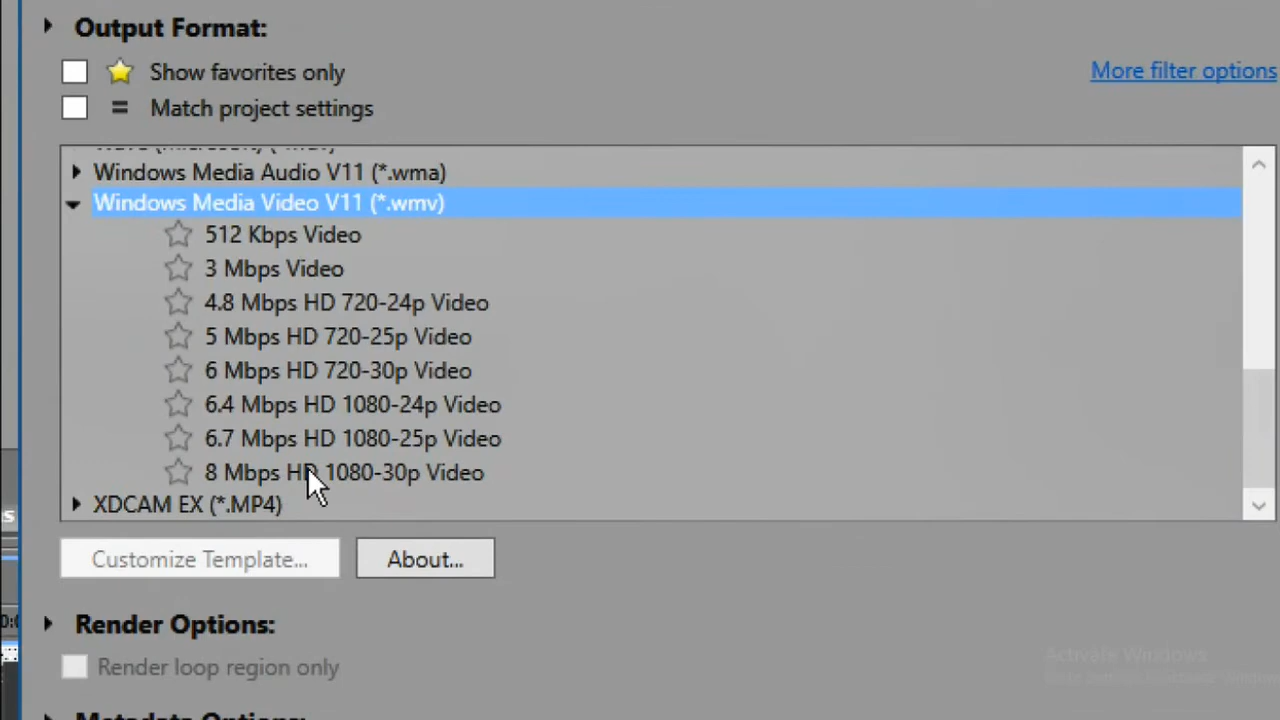 Output Format:
Show favorites only
More filter options
Match project settings
Windows Media Audio V11 (*.wma)
Windows Media Video V11 (*.wmv)
512 Kbps Video
3 Mbps Video
4.8 Mbps HD 720-24p Video
5 Mbps HD 720-25p Video
6 Mbps HD 720-30p Video
6.4 Mbps HD 1080-24p Video
6.7 Mbps HD 1080-25p Video
8 Mbps HD 1080-30p Video
XDCAM EX (*.MP4)
Customize Template...
About...
Render Options:
Activate Windows
Render loop region only
Metadata Options: